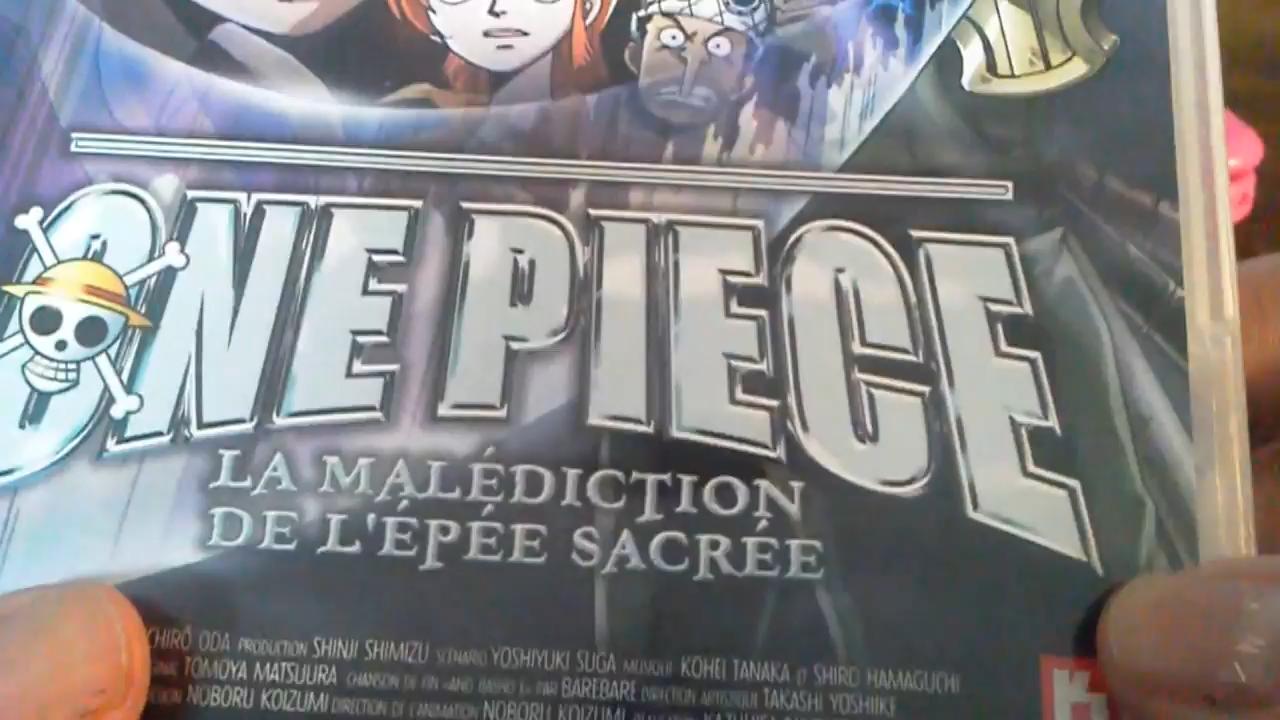 ONE PIECE
LA MALÉDICTION
DE L'ÉPÉE SACRÉE
CHIRÔ ODA PRODUCTION SHINJI SHIMIZU SCÉNARIO YOSHIYUKI SUGA MUSIQUE KOHEI TANAKA ET SHIRO HAMAGUCHI
TOMOYA MATSUURA CHANSON DE FIN PAR BAREBARE DIRECTION ARTISTIQUE TAKASHI YOSHIIKE
NOBORU KOIZUMI DIRECTION DE L'ANIMATION NOBORU KOIZUMI
K